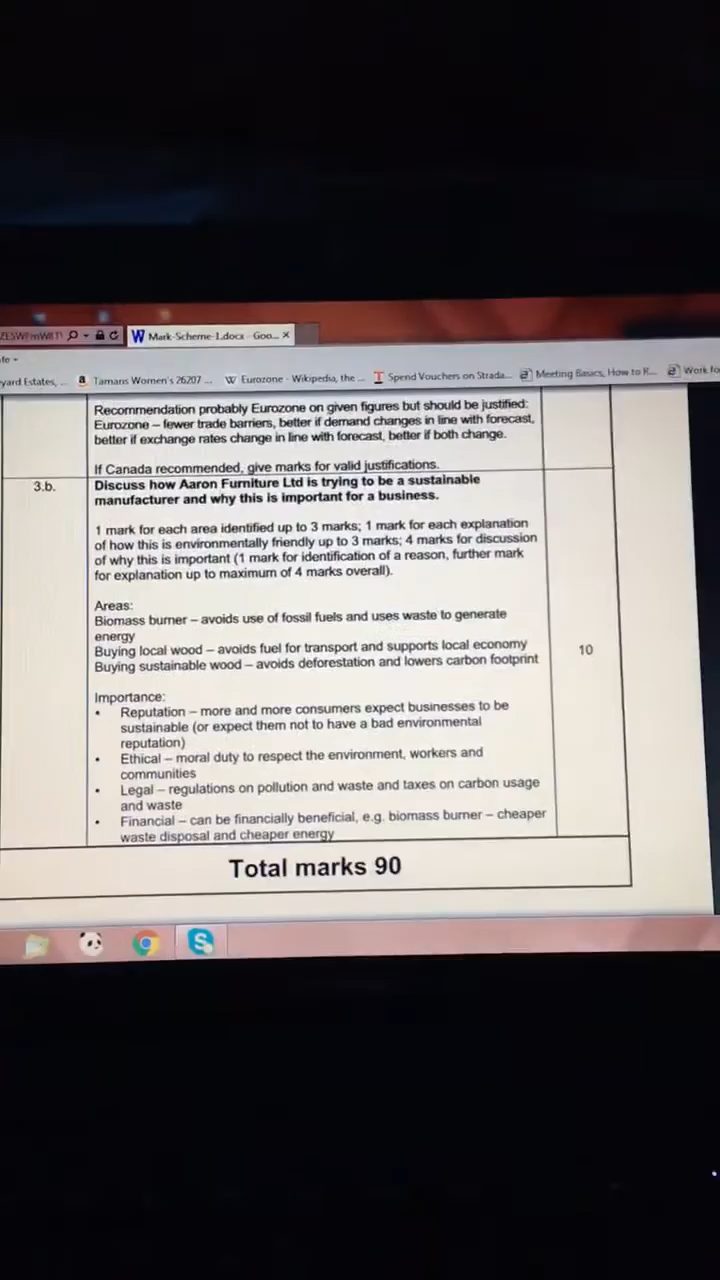 Mark-Scheme-1.docx - Goo... ×
yard Estates, ... a Tamaris Women's 26207 ... W Eurozone - Wikipedia, the ... T Spend Vouchers on Strada... Meeting Basics, How to R... Work fo
Recommendation probably Eurozone on given figures but should be justified:
Eurozone – fewer trade barriers, better if demand changes in line with forecast,
better if exchange rates change in line with forecast, better if both change.
If Canada recommended, give marks for valid justifications.
3.b.
Discuss how Aaron Furniture Ltd is trying to be a sustainable
manufacturer and why this is important for a business.
1 mark for each area identified up to 3 marks; 1 mark for each explanation
of how this is environmentally friendly up to 3 marks; 4 marks for discussion
of why this is important (1 mark for identification of a reason, further mark
for explanation up to maximum of 4 marks overall).
Areas:
Biomass burner – avoids use of fossil fuels and uses waste to generate
energy
Buying local wood – avoids fuel for transport and supports local economy
Buying sustainable wood – avoids deforestation and lowers carbon footprint
10
Importance:
• Reputation – more and more consumers expect businesses to be
sustainable (or expect them not to have a bad environmental
reputation)
• Ethical – moral duty to respect the environment, workers and
communities
• Legal – regulations on pollution and waste and taxes on carbon usage
and waste
• Financial – can be financially beneficial, e.g. biomass burner – cheaper
waste disposal and cheaper energy
Total marks 90